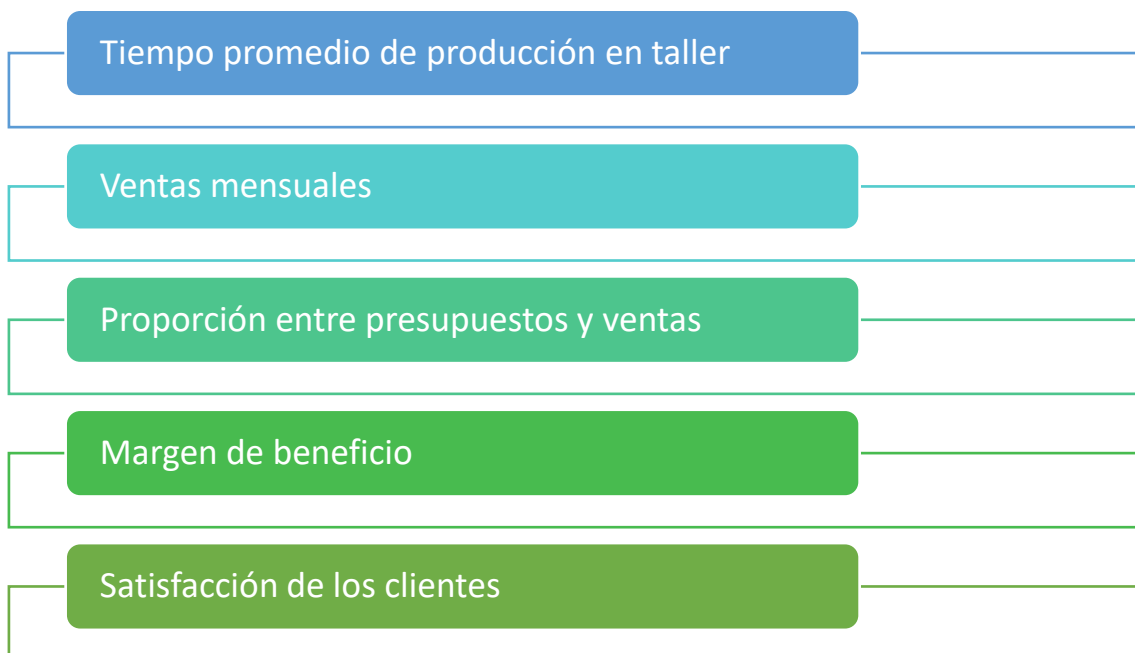 Tiempo promedio de producción en taller
Ventas mensuales
Proporción entre presupuestos y ventas
Margen de beneficio
Satisfacción de los clientes